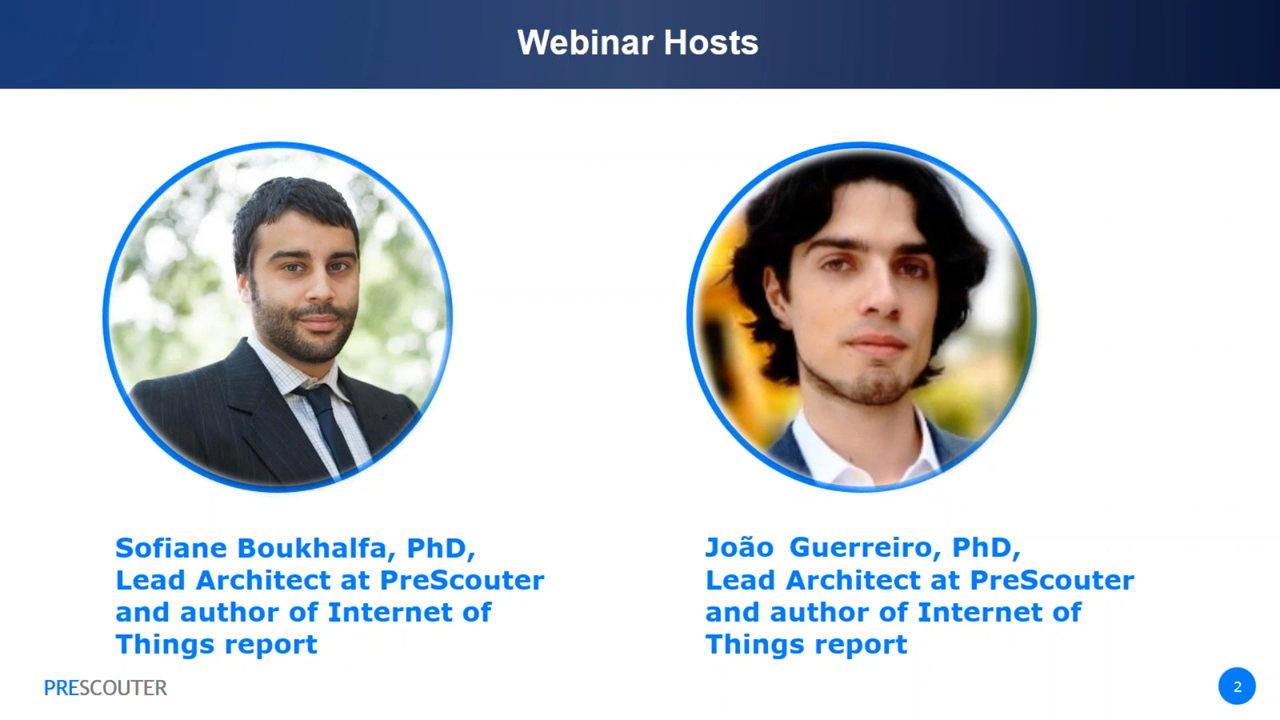 Webinar Hosts
Sofiane Boukhalfa, PhD,
Lead Architect at PreScouter
and author of Internet of
Things report
João Guerreiro, PhD,
Lead Architect at PreScouter
and author of Internet of
Things report
PRESCOUTER
2